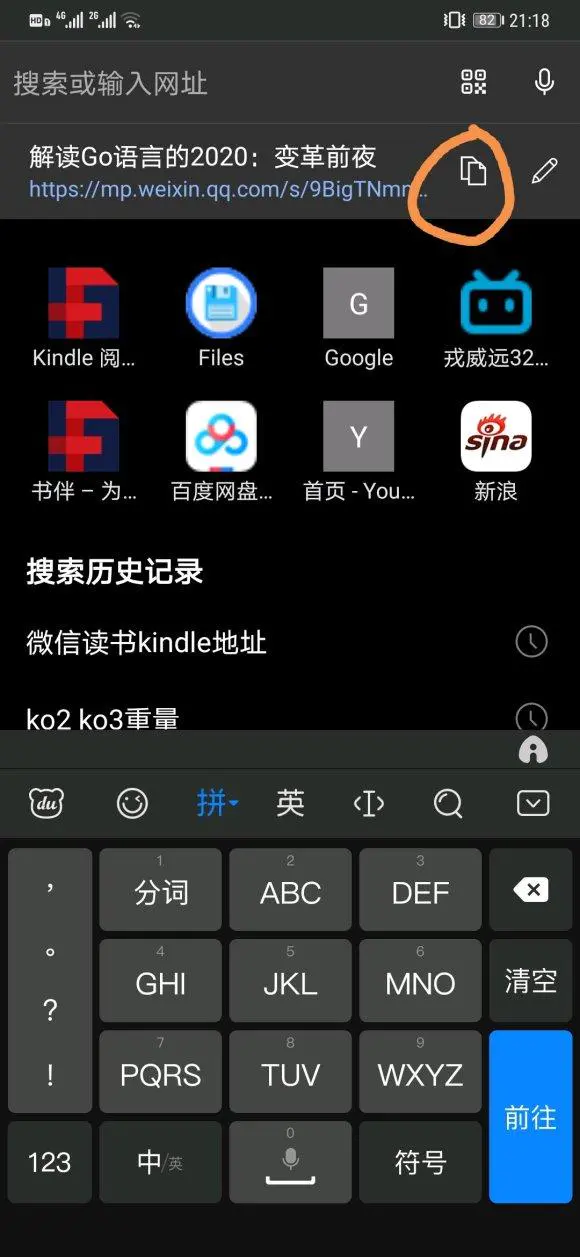 HD 4G 2G 82 21:18
搜索或输入网址
解读Go语言的2020：变革前夜
https://mp.weixin.qq.com/s/9BigTNmn...
G
Kindle 阅... Files Google 戎威远32...
Y sina
书伴 – 为... 百度网盘... 首页 - You... 新浪
搜索历史记录
微信读书kindle地址
ko2 ko3重量
du 拼 英
， 1 2 3
分词 ABC DEF
。 4 5 6
GHI JKL MNO 清空
?
7 8 9
! PQRS TUV WXYZ 前往
0
123 中/英 符号